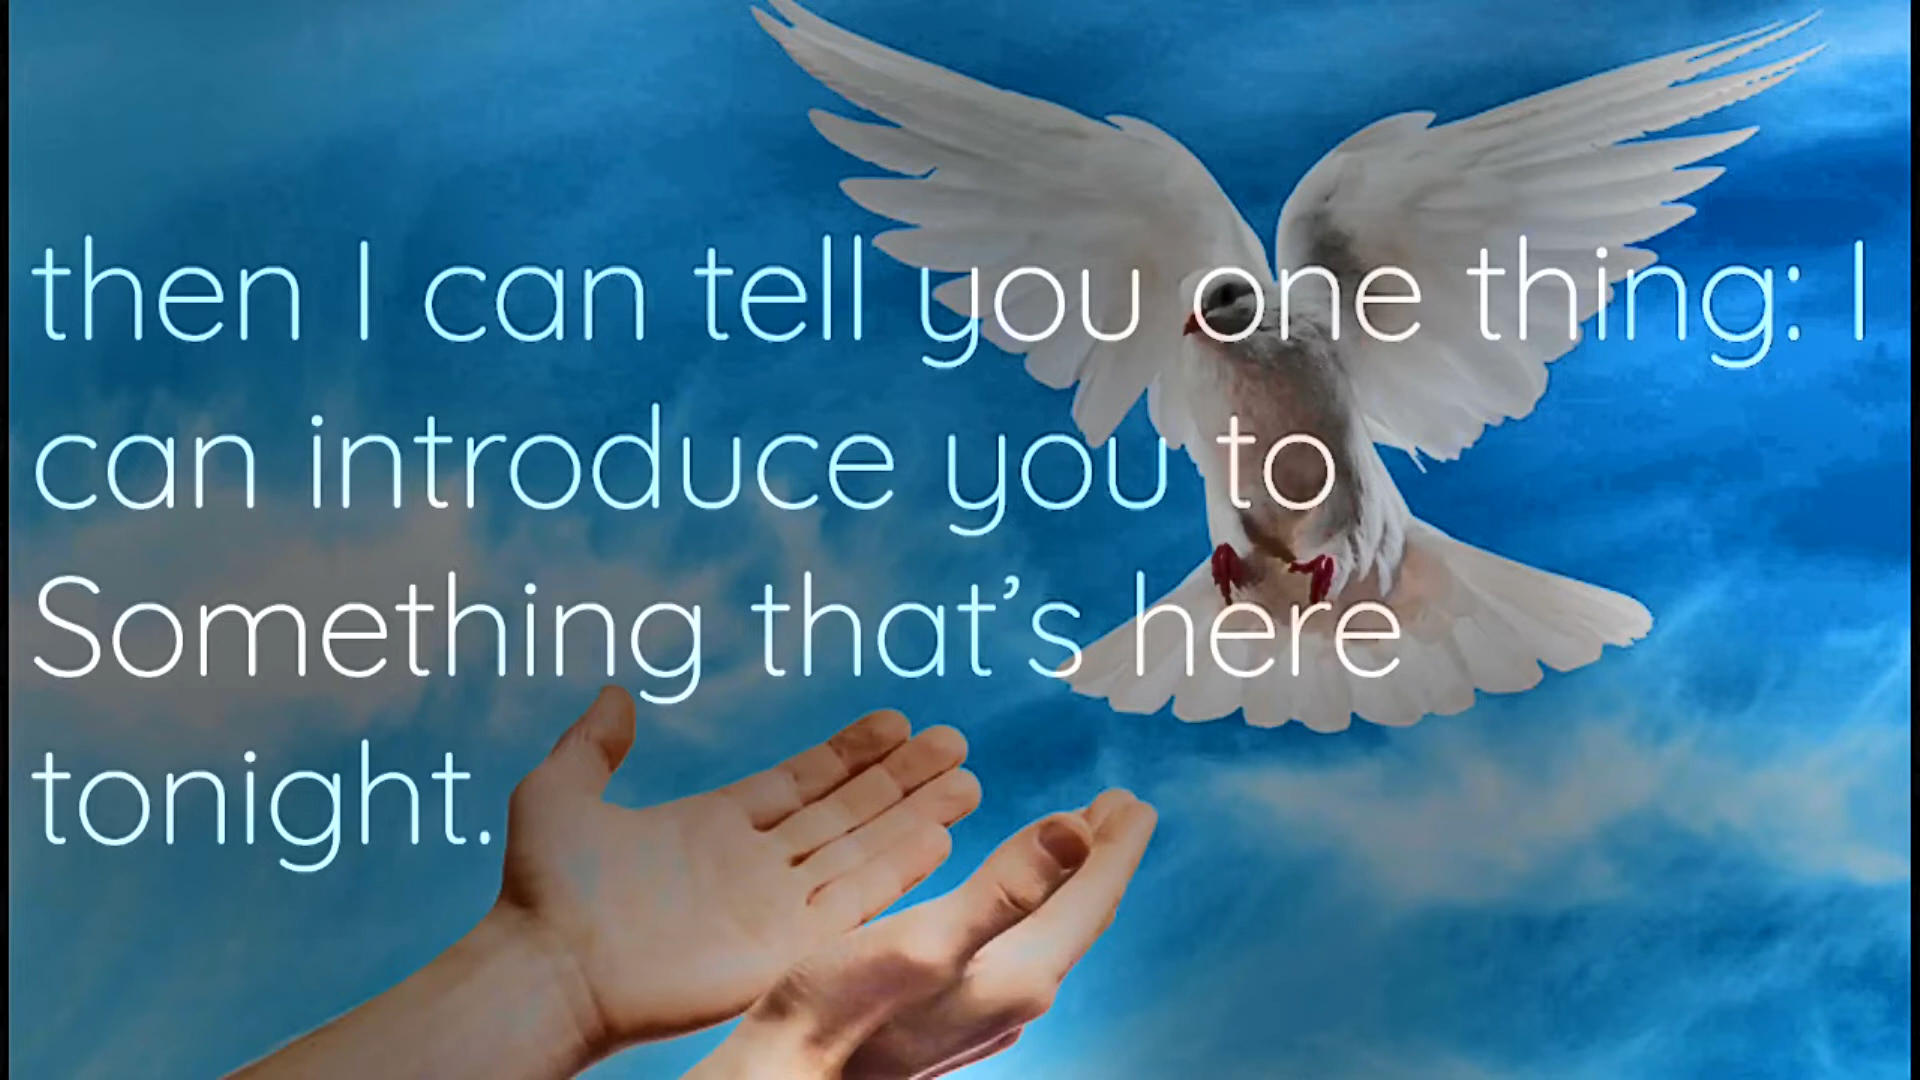 then I can tell you one thing: I
can introduce you to
Something that’s here
tonight.